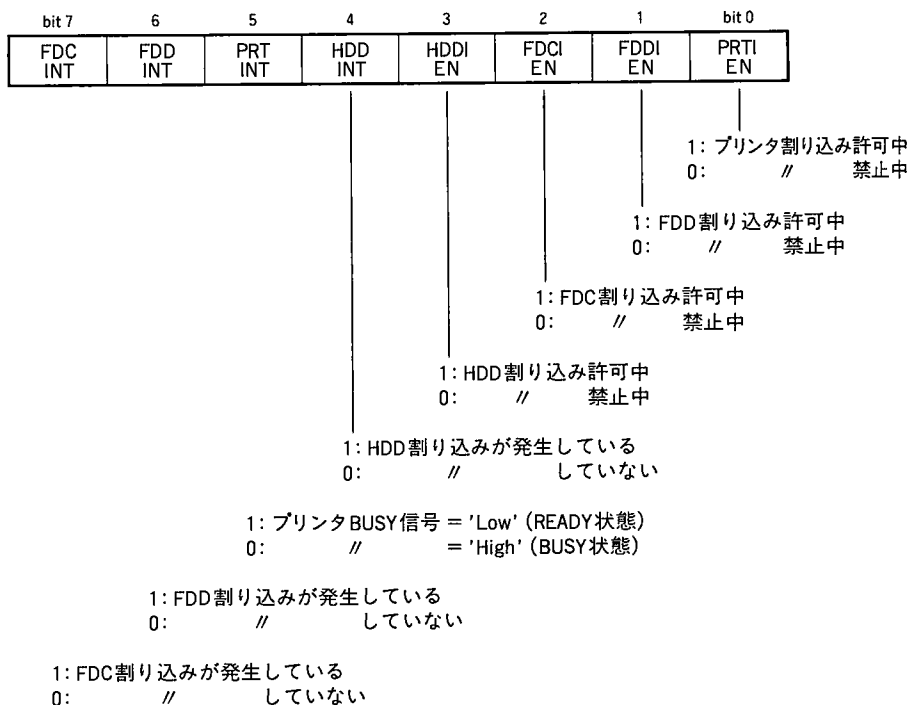 bit 7 6 5 4 3 2 1 bit 0
FDC INT FDD INT PRT INT HDD INT HDDI EN FDCI EN FDDI EN PRTI EN
1: プリンタ割り込み許可中
0: 〃 禁止中
1: FDD割り込み許可中
0: 〃 禁止中
1: FDC割り込み許可中
0: 〃 禁止中
1: HDD割り込み許可中
0: 〃 禁止中
1: HDD割り込みが発生している
0: 〃 していない
1: プリンタBUSY信号 = 'Low' (READY状態)
0: 〃 = 'High' (BUSY状態)
1: FDD割り込みが発生している
0: 〃 していない
1: FDC割り込みが発生している
0: 〃 していない